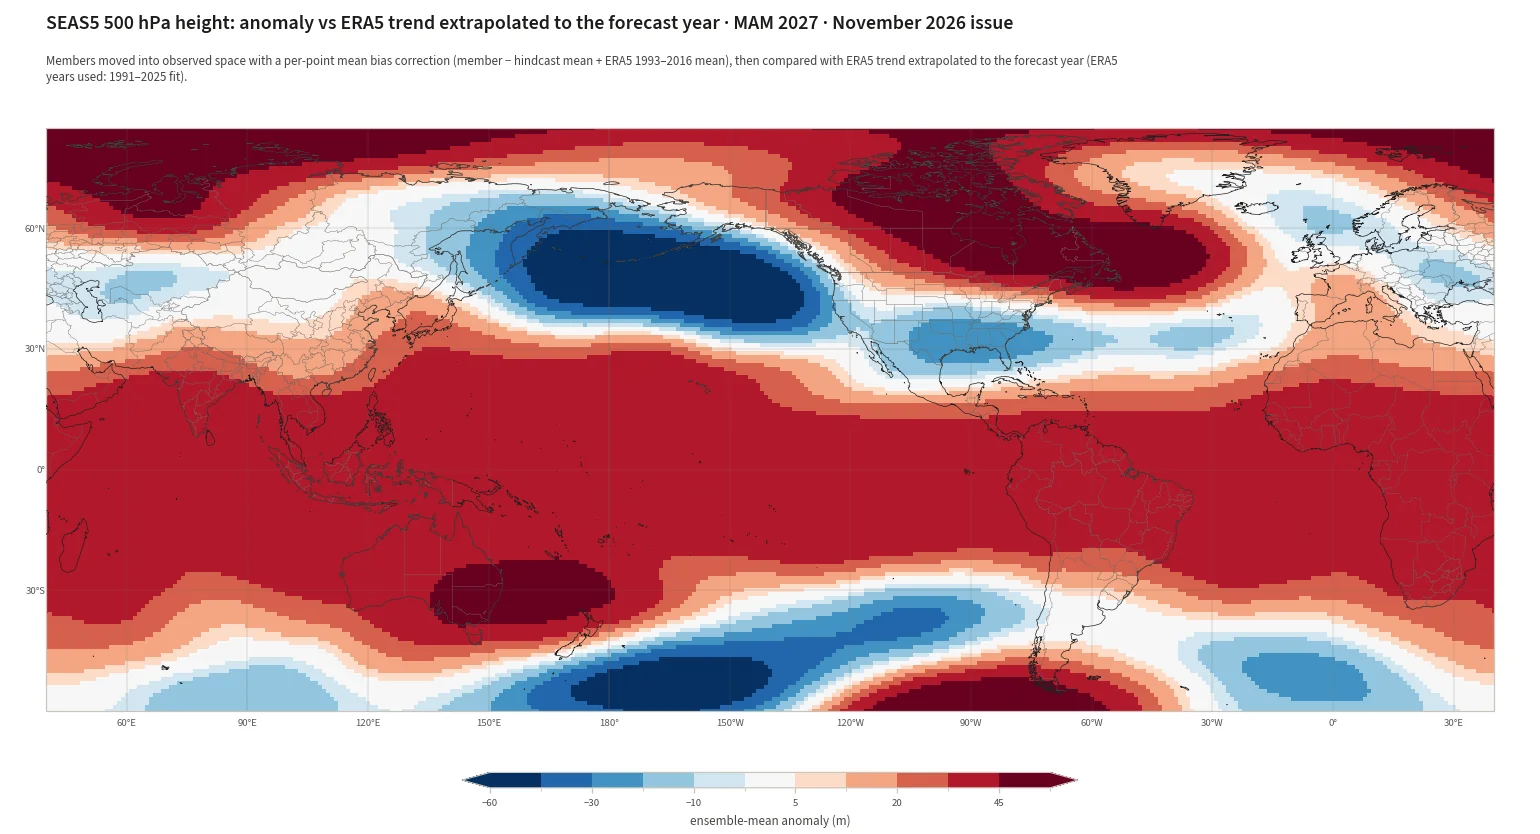 SEAS5 500 hPa height: anomaly vs ERA5 trend extrapolated to the forecast year · MAM 2027 · November 2026 issue
Members moved into observed space with a per-point mean bias correction (member − hindcast mean + ERA5 1993–2016 mean), then compared with ERA5 trend extrapolated to the forecast year (ERA5
years used: 1991–2025 fit).
60°N
30°N
0°
30°S
60°E 90°E 120°E 150°E 180° 150°W 120°W 90°W 60°W 30°W 0° 30°E
−60 −30 −10 5 20 45
ensemble-mean anomaly (m)